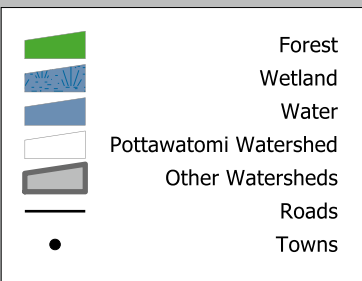 Forest
Wetland
Water
Pottawatomi Watershed
Other Watersheds
Roads
Towns